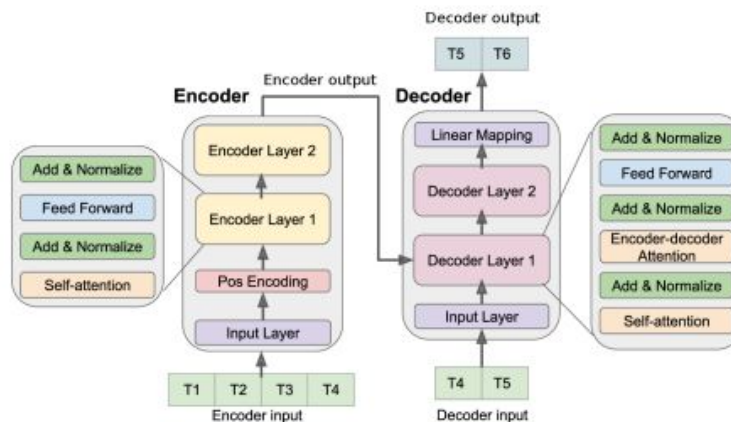 Decoder output
T5 T6
Encoder output
Encoder
Decoder
Encoder Layer 2
Encoder Layer 1
Pos Encoding
Input Layer
T1 T2 T3 T4
Encoder input
Add & Normalize
Feed Forward
Add & Normalize
Self-attention
Linear Mapping
Decoder Layer 2
Decoder Layer 1
Input Layer
T4 T5
Decoder input
Add & Normalize
Feed Forward
Add & Normalize
Encoder-decoder
Attention
Add & Normalize
Self-attention